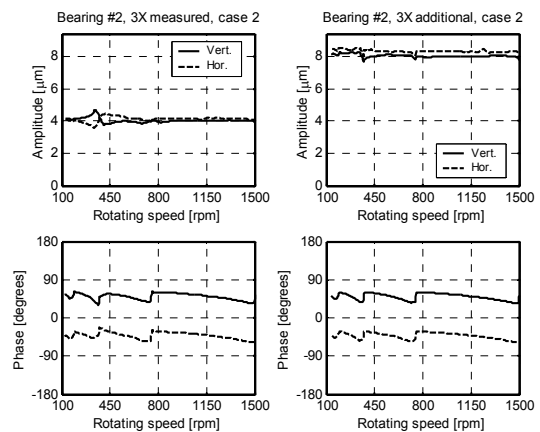 Bearing #2, 3X measured, case 2
8
6
4
2
0
Amplitude [μm]
Vert.
Hor.
100 450 800 1150 1500
Rotating speed [rpm]
Bearing #2, 3X additional, case 2
8
6
4
2
0
Amplitude [μm]
Vert.
Hor.
100 450 800 1150 1500
Rotating speed [rpm]
180
90
0
-90
-180
Phase [degrees]
100 450 800 1150 1500
Rotating speed [rpm]
180
90
0
-90
-180
Phase [degrees]
100 450 800 1150 1500
Rotating speed [rpm]